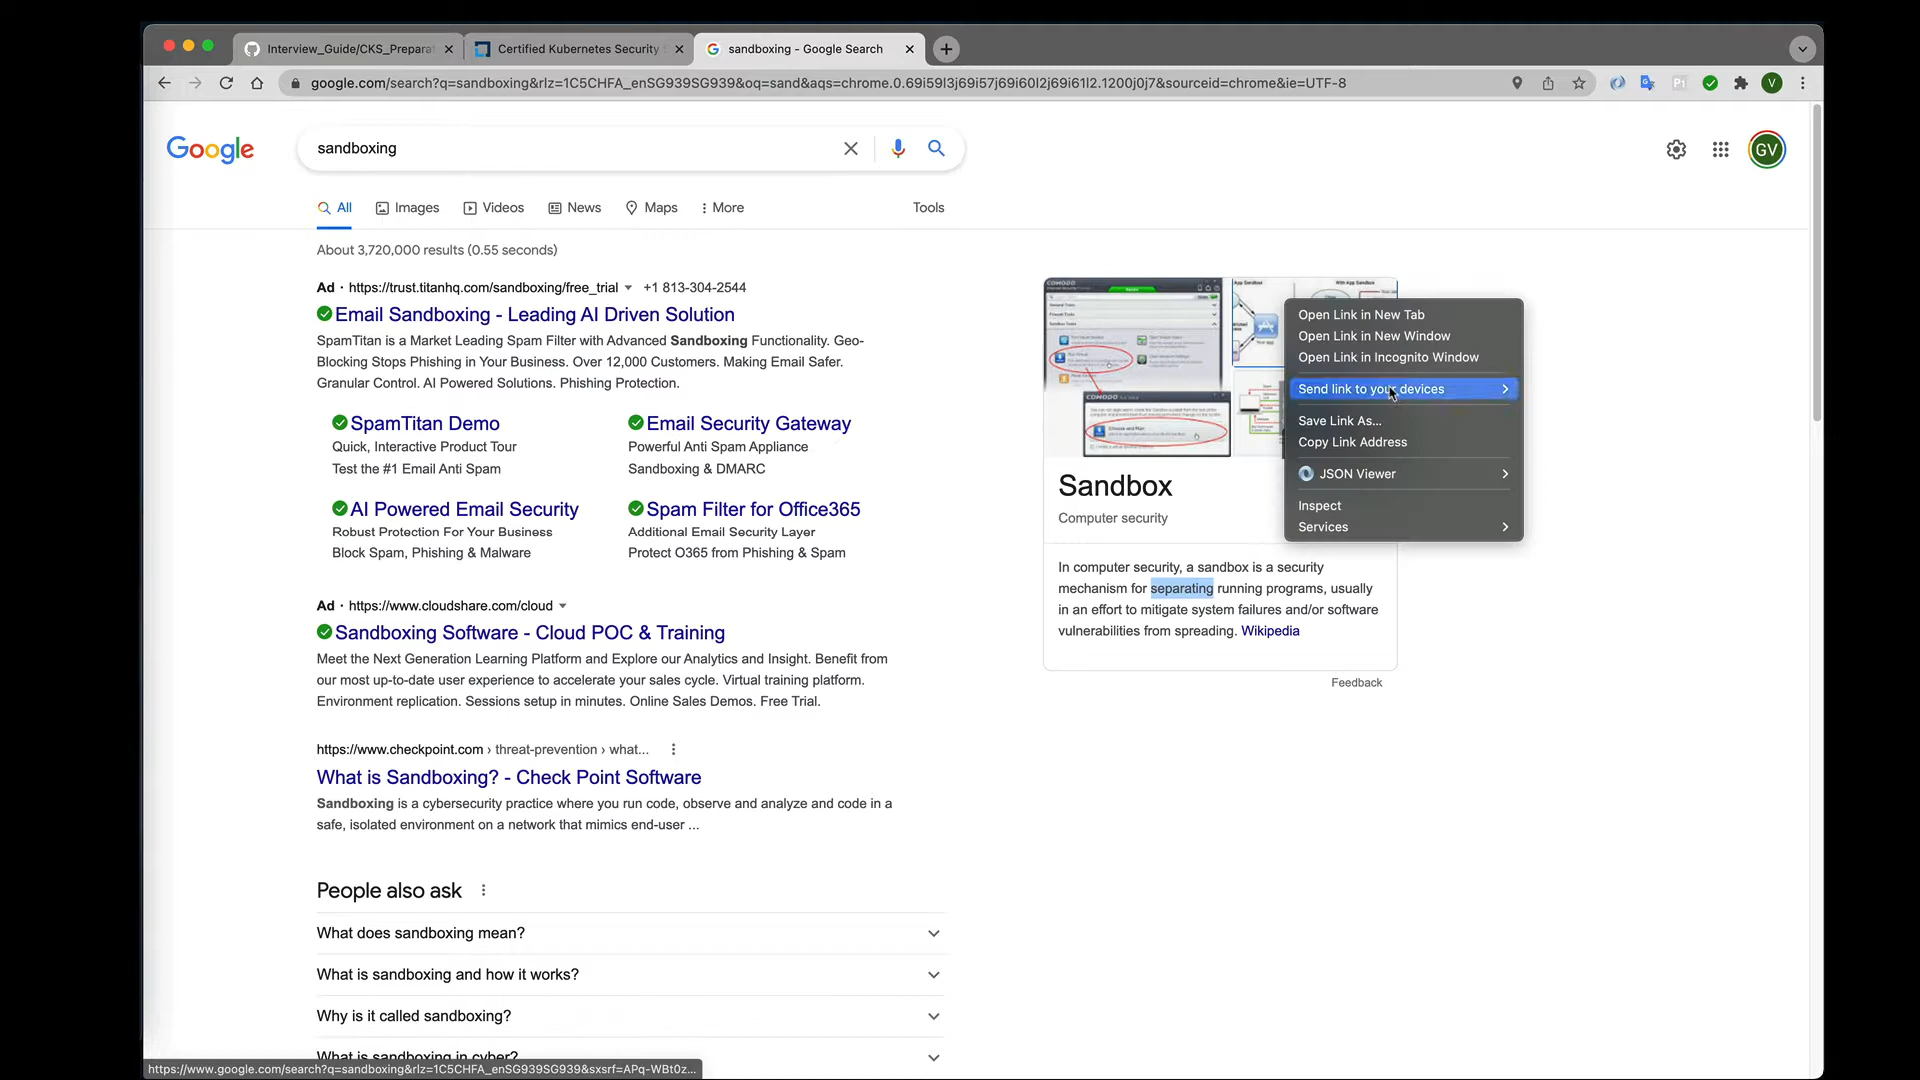 Interview_Guide/CKS_Preparat
Certified Kubernetes Security S
sandboxing - Google Search
google.com/search?q=sandboxing&rlz=1C5CHFA_enSG939SG939&oq=sand&aqs=chrome.0.69i59l3j69i57j69i60l2j69i61l2.1200j0j7&sourceid=chrome&ie=UTF-8
V
Google
sandboxing
GV
All
Images
Videos
News
Maps
More
Tools
About 3,720,000 results (0.55 seconds)
Ad · https://trust.titanhq.com/sandboxing/free_trial +1 813-304-2544
Email Sandboxing - Leading AI Driven Solution
SpamTitan is a Market Leading Spam Filter with Advanced Sandboxing Functionality. Geo-
Blocking Stops Phishing in Your Business. Over 12,000 Customers. Making Email Safer.
Granular Control. AI Powered Solutions. Phishing Protection.
SpamTitan Demo
Quick, Interactive Product Tour
Test the #1 Email Anti Spam
Email Security Gateway
Powerful Anti Spam Appliance
Sandboxing & DMARC
AI Powered Email Security
Robust Protection For Your Business
Block Spam, Phishing & Malware
Spam Filter for Office365
Additional Email Security Layer
Protect O365 from Phishing & Spam
Ad · https://www.cloudshare.com/cloud
Sandboxing Software - Cloud POC & Training
Meet the Next Generation Learning Platform and Explore our Analytics and Insight. Benefit from
our most up-to-date user experience to accelerate your sales cycle. Virtual training platform.
Environment replication. Sessions setup in minutes. Online Sales Demos. Free Trial.
https://www.checkpoint.com › threat-prevention › what...
What is Sandboxing? - Check Point Software
Sandboxing is a cybersecurity practice where you run code, observe and analyze and code in a
safe, isolated environment on a network that mimics end-user ...
People also ask
What does sandboxing mean?
What is sandboxing and how it works?
Why is it called sandboxing?
What is sandboxing in cyber?
https://www.google.com/search?q=sandboxing&rlz=1C5CHFA_enSG939SG939&sxsrf=APq-WBt0z...
COMODO
COMODO
App Sandbox
With App Sandbox
Sandbox
Computer security
In computer security, a sandbox is a security
mechanism for separating running programs, usually
in an effort to mitigate system failures and/or software
vulnerabilities from spreading. Wikipedia
Feedback
Open Link in New Tab
Open Link in New Window
Open Link in Incognito Window
Send link to your devices
Save Link As...
Copy Link Address
JSON Viewer
Inspect
Services